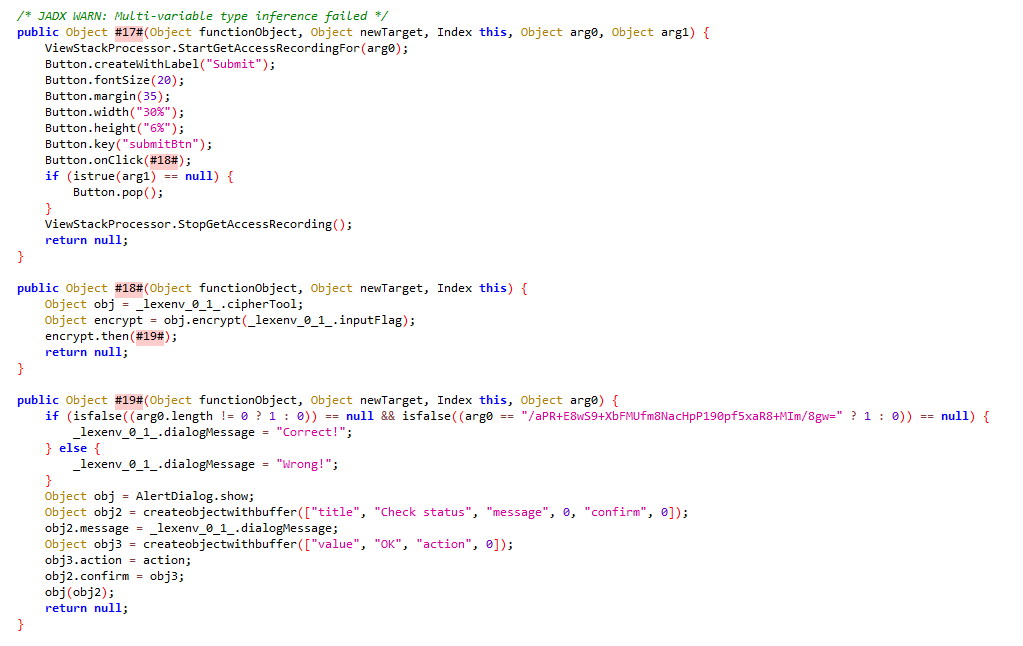 /* JADX WARN: Multi-variable type inference failed */
public Object #17#(Object functionObject, Object newTarget, Index this, Object arg0, Object arg1) {
ViewStackProcessor.StartGetAccessRecordingFor(arg0);
Button.createWithLabel("Submit");
Button.fontSize(20);
Button.margin(35);
Button.width("30%");
Button.height("6%");
Button.key("submitBtn");
Button.onClick(#18#);
if (istrue(arg1) == null) {
Button.pop();
}
ViewStackProcessor.StopGetAccessRecording();
return null;
}
public Object #18#(Object functionObject, Object newTarget, Index this) {
Object obj = _lexenv_0_1_.cipherTool;
Object encrypt = obj.encrypt(_lexenv_0_1_.inputFlag);
encrypt.then(#19#);
return null;
}
public Object #19#(Object functionObject, Object newTarget, Index this, Object arg0) {
if (isfalse((arg0.length != 0 ? 1 : 0)) == null && isfalse((arg0 == "/aPR+E8wS9+XbFMUfm8NacHpP190pf5xaR8+MIm/8gw=" ? 1 : 0)) == null) {
_lexenv_0_1_.dialogMessage = "Correct!";
} else {
_lexenv_0_1_.dialogMessage = "Wrong!";
}
Object obj = AlertDialog.show;
Object obj2 = createobjectwithbuffer(["title", "Check status", "message", 0, "confirm", 0]);
obj2.message = _lexenv_0_1_.dialogMessage;
Object obj3 = createobjectwithbuffer(["value", "OK", "action", 0]);
obj3.action = action;
obj2.confirm = obj3;
obj(obj2);
return null;
}